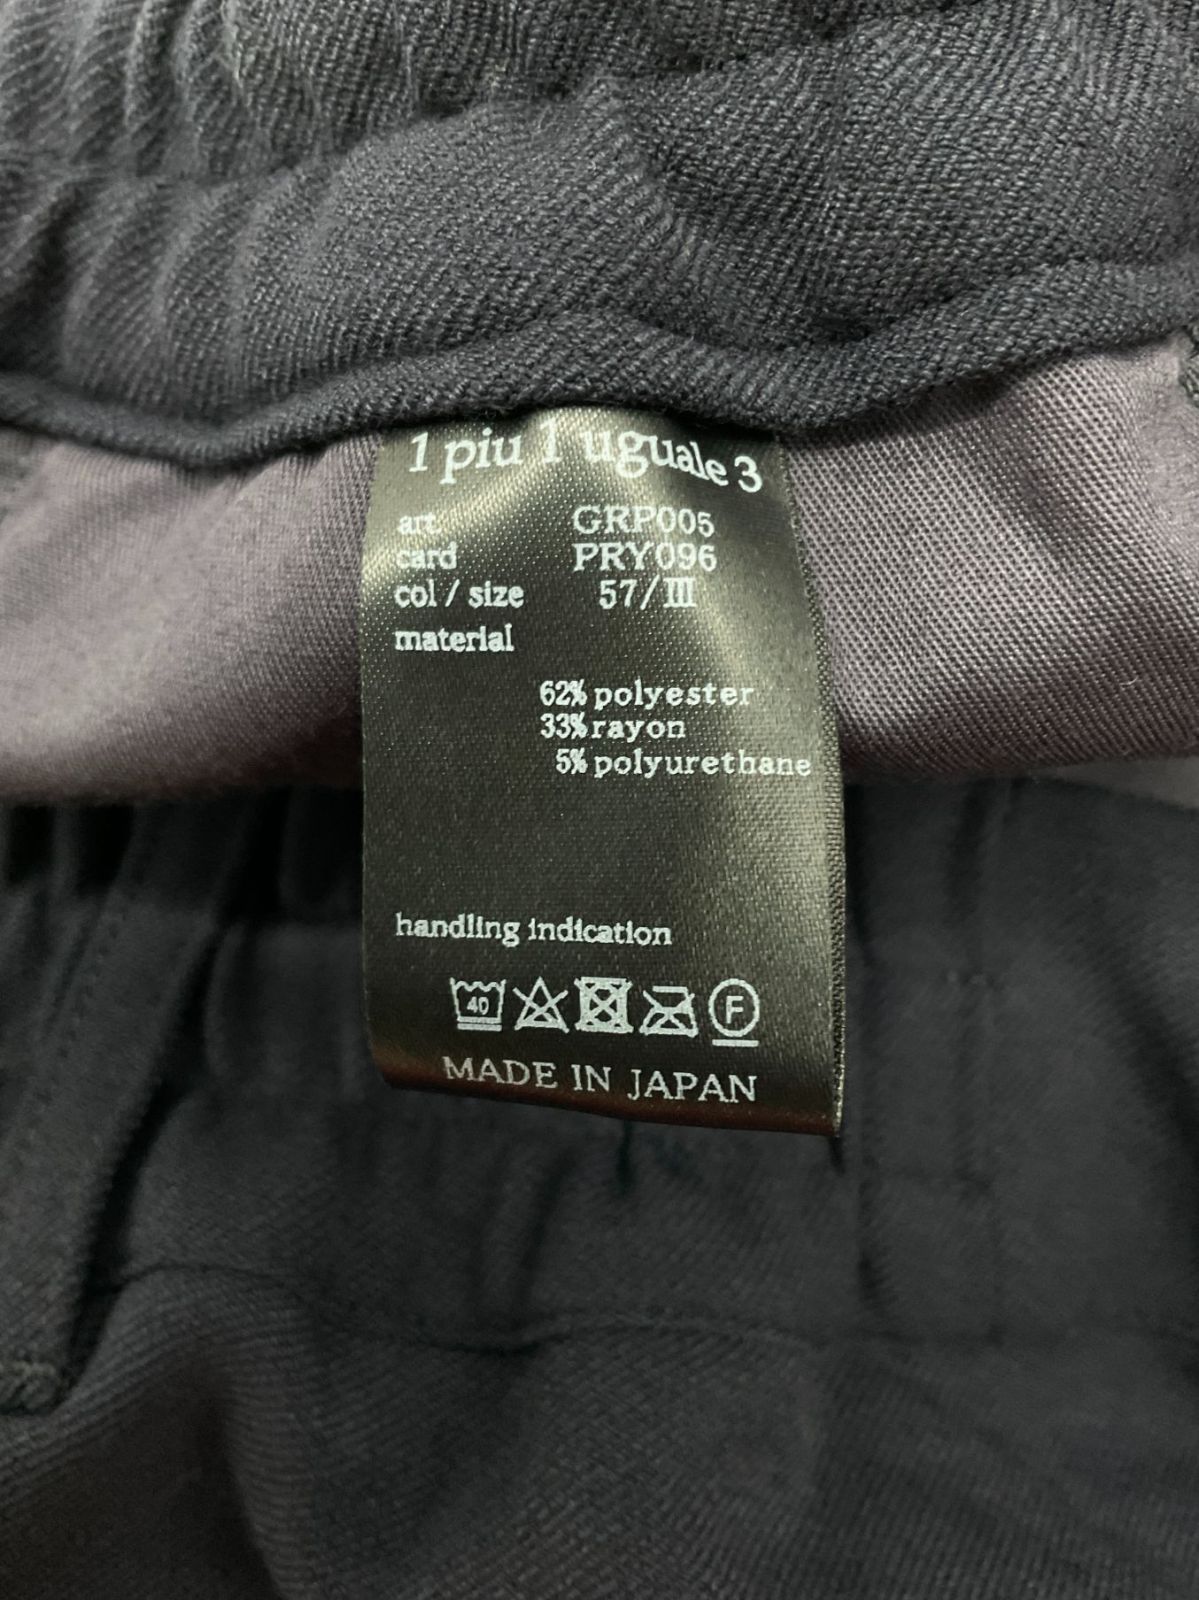 1 piu 1 uguale 3
art. GRP005
card PRY096
col / size 57/III
material
62% polyester
33% rayon
5% polyurethane
handling indication
40 F
MADE IN JAPAN